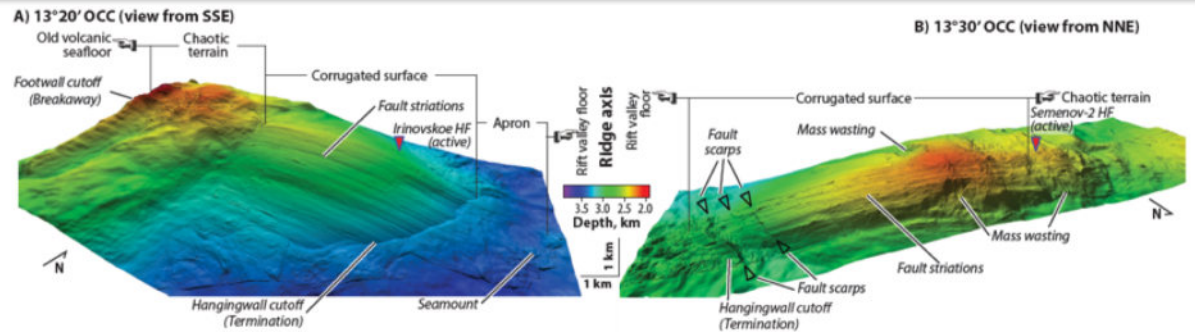 A) 13°20′ OCC (view from SSE)
Old volcanic
seafloor
Chaotic
terrain
Footwall cutoff
(Breakaway)
Corrugated surface
Fault striations
Irinovskoe HF
(active)
Apron
Hangingwall cutoff
(Termination)
Seamount
N
Rift valley floor
Ridge axis
Rift valley
floor
3.5 3.0 2.5 2.0
Depth, km
1 km
1 km
B) 13°30′ OCC (view from NNE)
Corrugated surface
Chaotic terrain
Semenov-2 HF
(active)
Mass wasting
Fault
scarps
N
Mass wasting
Fault striations
Fault scarps
Hangingwall cutoff
(Termination)